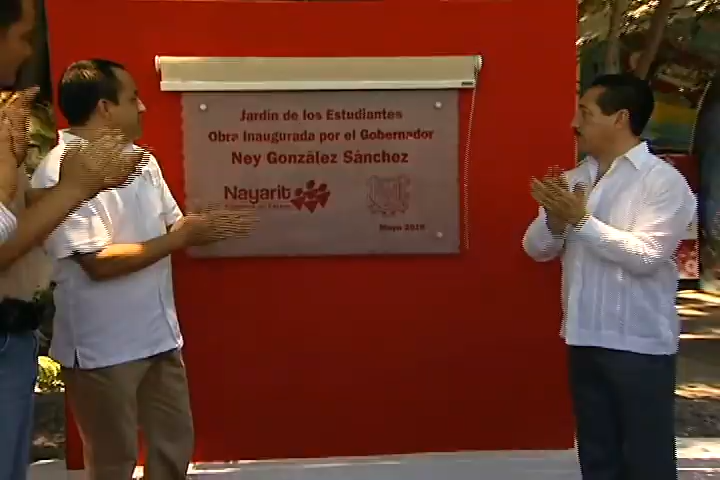 Jardín de los Estudiantes
Obra Inaugurada por el Gobernador
Ney González Sánchez
Nayarit
Mayo 2010